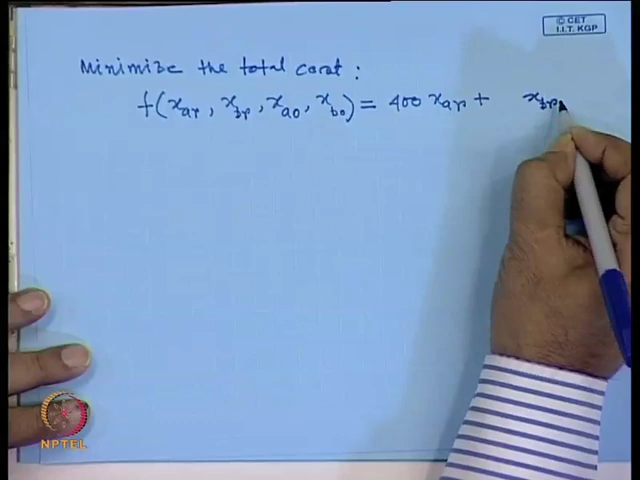 © CET
I.I.T. KGP
Minimize the total cost :
f(x_ar, x_br, x_ao, x_bo) = 400 x_ar + x_br
NPTEL